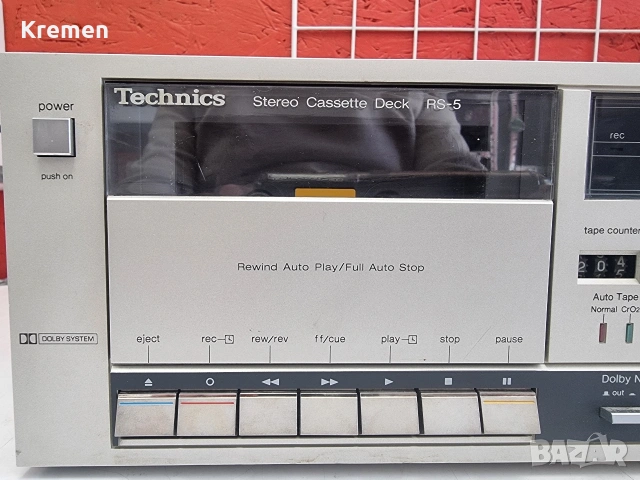 Kremen
Technics Stereo Cassette Deck RS-5
power
push on
rec
tape counter
204
Rewind Auto Play/Full Auto Stop
Auto Tape
Normal CrO2
DOLBY SYSTEM
eject rec rew/rev ff/cue play stop pause
Dolby N
out
BAZAR